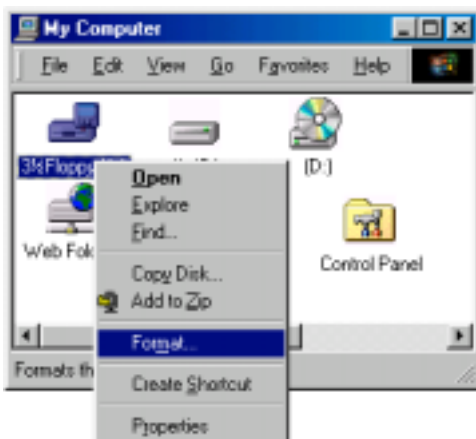 My Computer
File Edit View Go Favorites Help
3½ Floppy
(D:)
Open
Explore
Find...
Web Fol
Control Panel
Copy Disk...
Add to Zip
Format...
Formats th
Create Shortcut
Properties